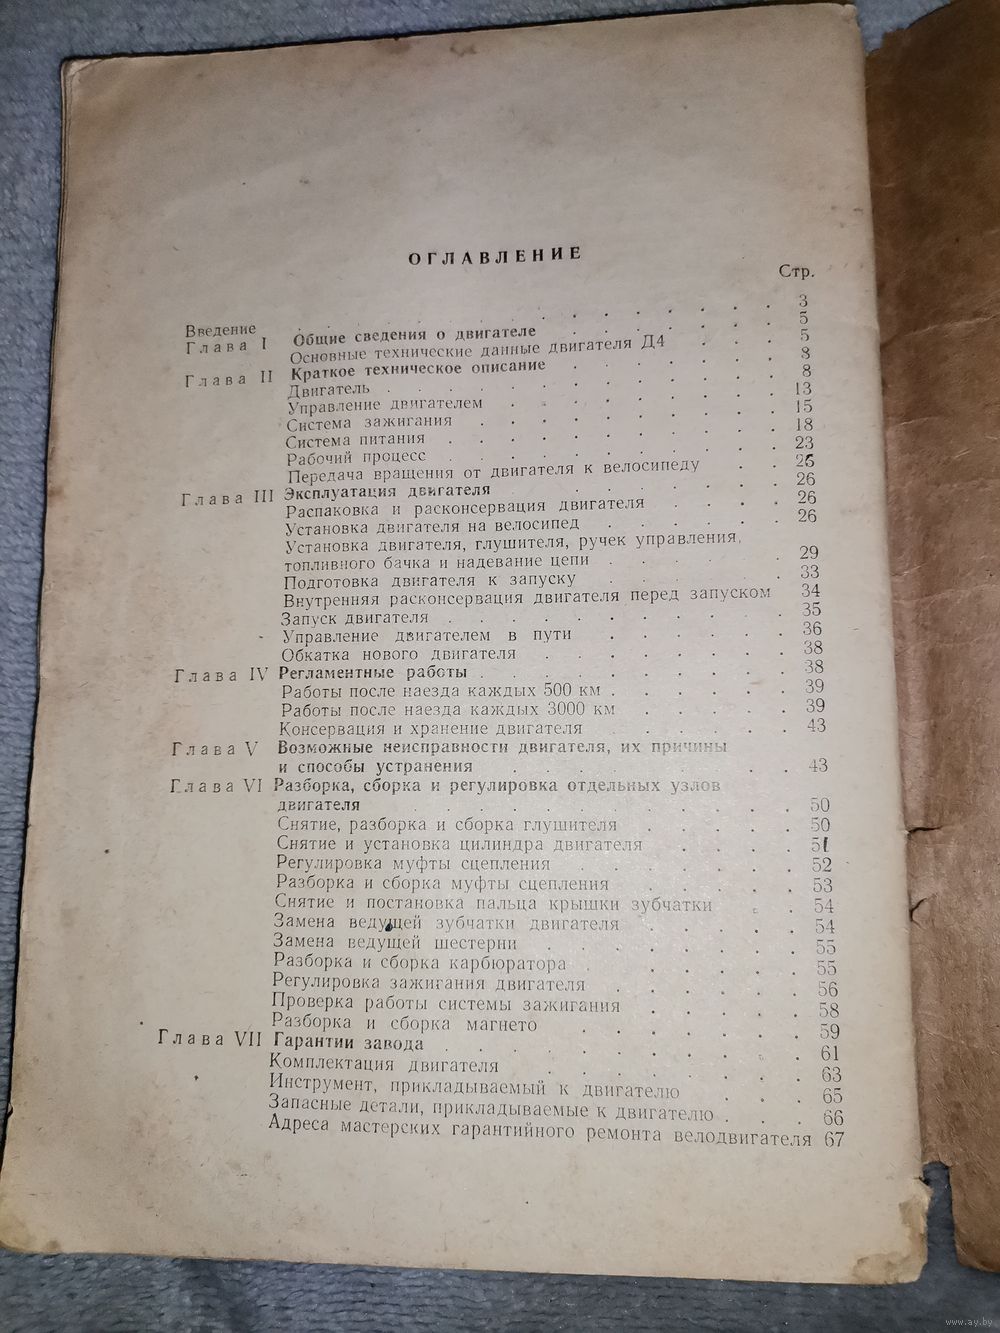 ОГЛАВЛЕНИЕ
Стр.
Введение . . . . . . . . . . 3
Глава I Общие сведения о двигателе . . . . . 5
Основные технические данные двигателя Д4 . . . 5
Глава II Краткое техническое описание . . . . . 8
Двигатель . . . . . . . . . . 8
Управление двигателем . . . . . . . 13
Система зажигания . . . . . . . . 15
Система питания . . . . . . . . . 18
Рабочий процесс . . . . . . . . . 23
Передача вращения от двигателя к велосипеду . . 26
Глава III Эксплуатация двигателя . . . . . . 26
Распаковка и расконсервация двигателя . . . . 26
Установка двигателя на велосипед . . . . . 26
Установка двигателя, глушителя, ручек управления,
топливного бачка и надевание цепи . . . . . 29
Подготовка двигателя к запуску . . . . . 33
Внутренняя расконсервация двигателя перед запуском 34
Запуск двигателя . . . . . . . . . 35
Управление двигателем в пути . . . . . 36
Обкатка нового двигателя . . . . . . . 38
Глава IV Регламентные работы . . . . . . . . 38
Работы после наезда каждых 500 км . . . . . 39
Работы после наезда каждых 3000 км . . . . . 39
Консервация и хранение двигателя . . . . . 43
Глава V Возможные неисправности двигателя, их причины
и способы устранения . . . . . . . . 43
Глава VI Разборка, сборка и регулировка отдельных узлов
двигателя . . . . . . . . . . 50
Снятие, разборка и сборка глушителя . . . . . 50
Снятие и установка цилиндра двигателя . . . . 51
Регулировка муфты сцепления . . . . . . 52
Разборка и сборка муфты сцепления . . . . . 53
Снятие и постановка пальца крышки зубчатки . . 54
Замена ведущей зубчатки двигателя . . . . . 54
Замена ведущей шестерни . . . . . . . 55
Разборка и сборка карбюратора . . . . . . 55
Регулировка зажигания двигателя . . . . . 56
Проверка работы системы зажигания . . . . . 58
Разборка и сборка магнето . . . . . . . 59
Глава VII Гарантии завода . . . . . . . . . 61
Комплектация двигателя . . . . . . . 63
Инструмент, прикладываемый к двигателю . . . 65
Запасные детали, прикладываемые к двигателю . . . 66
Адреса мастерских гарантийного ремонта велодвигателя 67
www.ay.by